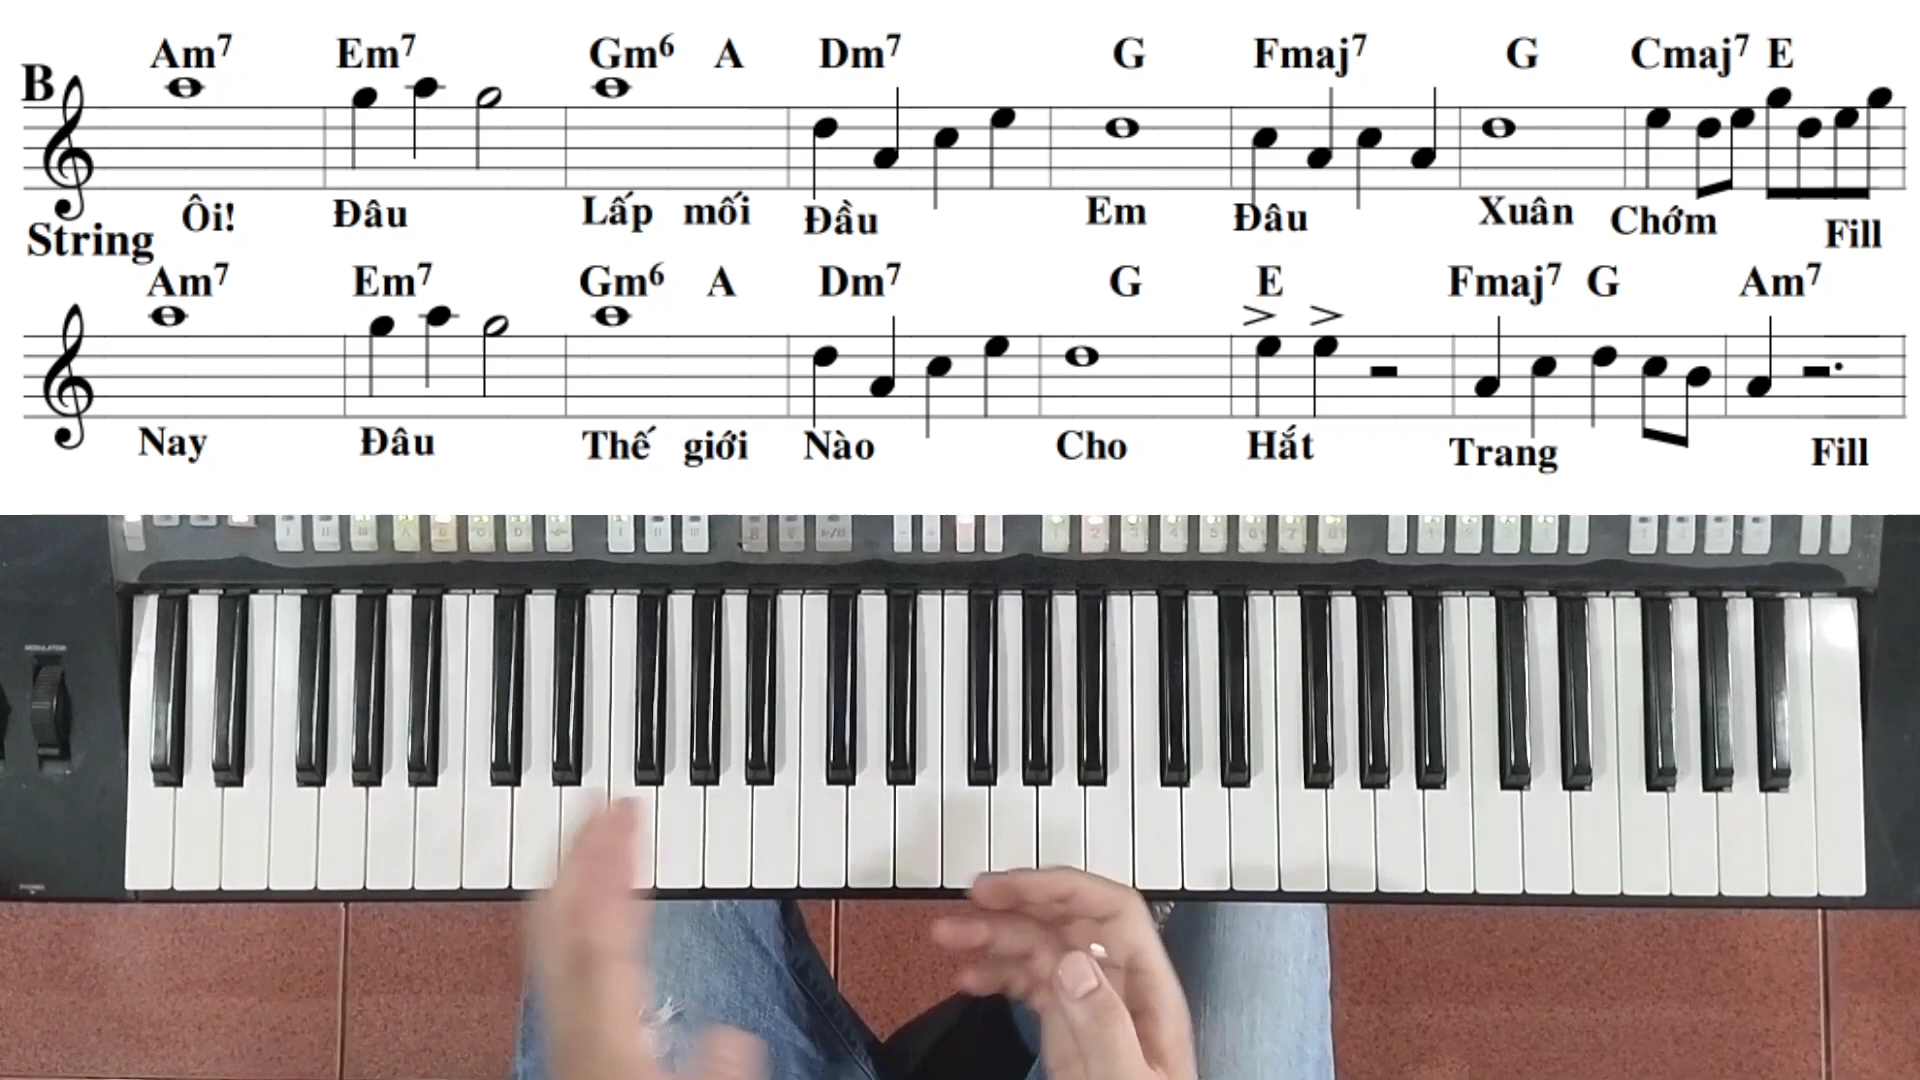 Am7 Em7 Gm6 A Dm7 G Fmaj7 G Cmaj7 E
B
Ôi! Đâu Lấp mối Đầu Em Đâu Xuân Chớm Fill
String
Am7 Em7 Gm6 A Dm7 G E Fmaj7 G Am7
Nay Đâu Thế giới Nào Cho Hắt Trang Fill